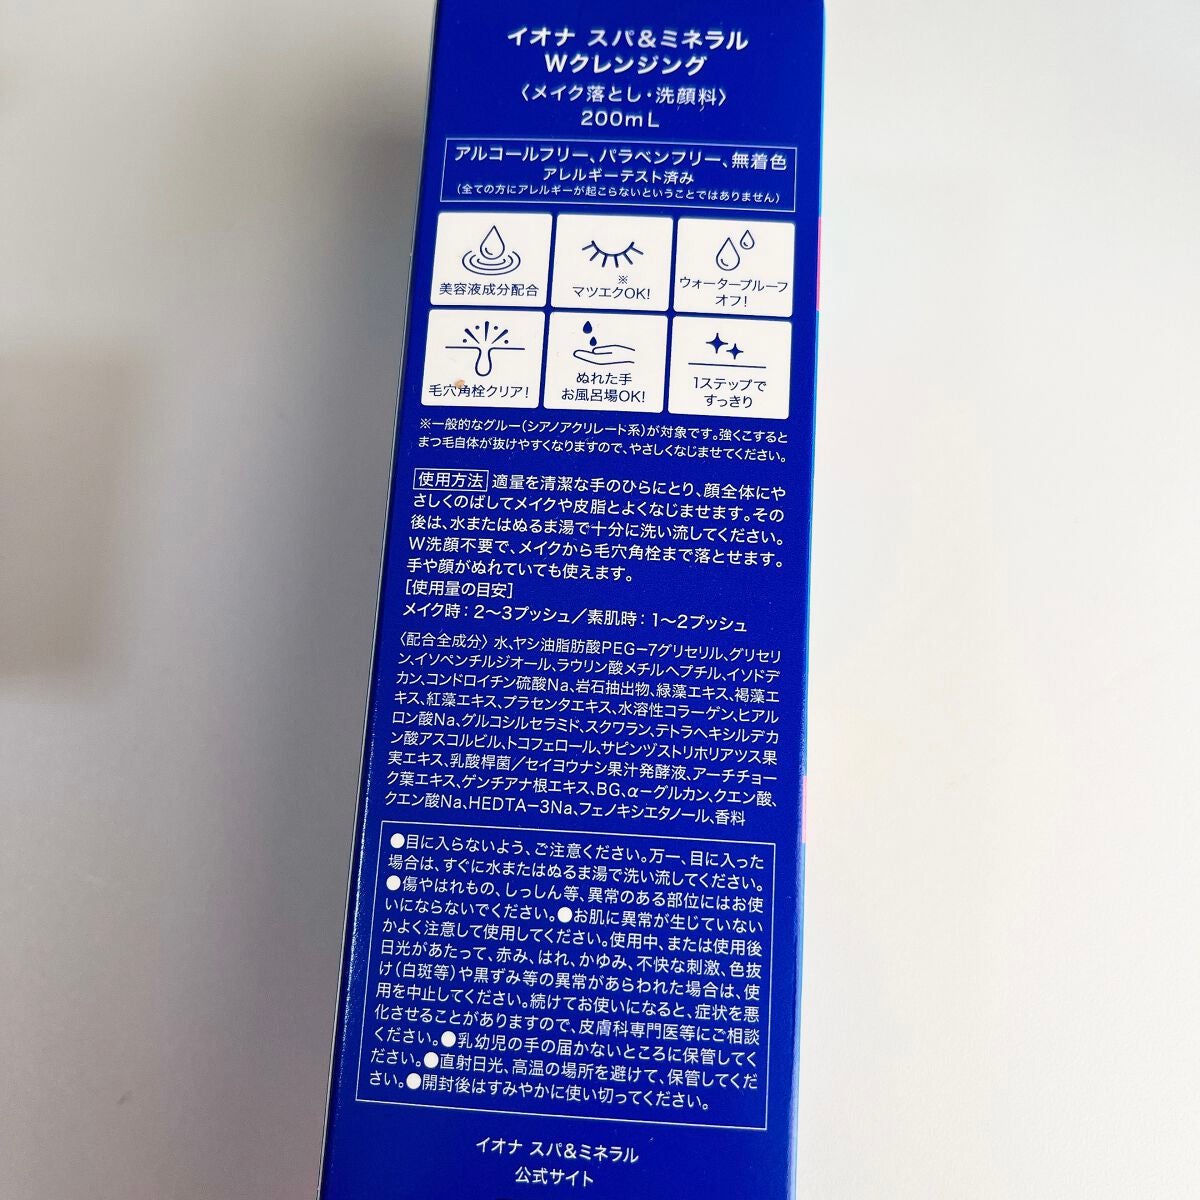 イオナ スパ&ミネラル
Wクレンジング
〈メイク落とし・洗顔料〉
200mL
アルコールフリー、パラベンフリー、無着色
アレルギーテスト済み
(全ての方にアレルギーが起こらないということではありません)
美容液成分配合
※
マツエクOK!
ウォータープルーフ
オフ!
毛穴角栓クリア!
ぬれた手
お風呂場OK!
1ステップで
すっきり
※一般的なグルー(シアノアクリレート系)が対象です。強くこすると
まつ毛自体が抜けやすくなりますので、やさしくなじませてください。
使用方法 適量を清潔な手のひらにとり、顔全体にや
さしくのばしてメイクや皮脂とよくなじませます。その
後は、水またはぬるま湯で十分に洗い流してください。
W洗顔不要で、メイクから毛穴角栓まで落とせます。
手や顔がぬれていても使えます。
[使用量の目安]
メイク時：2〜3プッシュ／素肌時：1〜2プッシュ
〈配合全成分〉水、ヤシ油脂肪酸PEG−7グリセリル、グリセリ
ン、イソペンチルジオール、ラウリン酸メチルヘプチル、イソドデ
カン、コンドロイチン硫酸Na、岩石抽出物、緑藻エキス、褐藻エ
キス、紅藻エキス、プラセンタエキス、水溶性コラーゲン、ヒアル
ロン酸Na、グルコシルセラミド、スクワラン、テトラヘキシルデカ
ン酸アスコルビル、トコフェロール、サピンヅストリホリアツス果
実エキス、乳酸桿菌／セイヨウナシ果汁発酵液、アーチチョー
ク葉エキス、ゲンチアナ根エキス、BG、α−グルカン、クエン酸、
クエン酸Na、HEDTA−3Na、フェノキシエタノール、香料
●目に入らないよう、ご注意ください。万一、目に入った
場合は、すぐに水またはぬるま湯で洗い流してください。
●傷やはれもの、しっしん等、異常のある部位にはお使
いにならないでください。●お肌に異常が生じていない
かよく注意して使用してください。使用中、または使用後
日光があたって、赤み、はれ、かゆみ、不快な刺激、色抜
け(白斑等)や黒ずみ等の異常があらわれた場合は、使
用を中止してください。続けてお使いになると、症状を悪
化させることがありますので、皮膚科専門医等にご相談
ください。●乳幼児の手の届かないところに保管してく
ださい。●直射日光、高温の場所を避けて、保管してくだ
さい。●開封後はすみやかに使い切ってください。
イオナ スパ&ミネラル
公式サイト